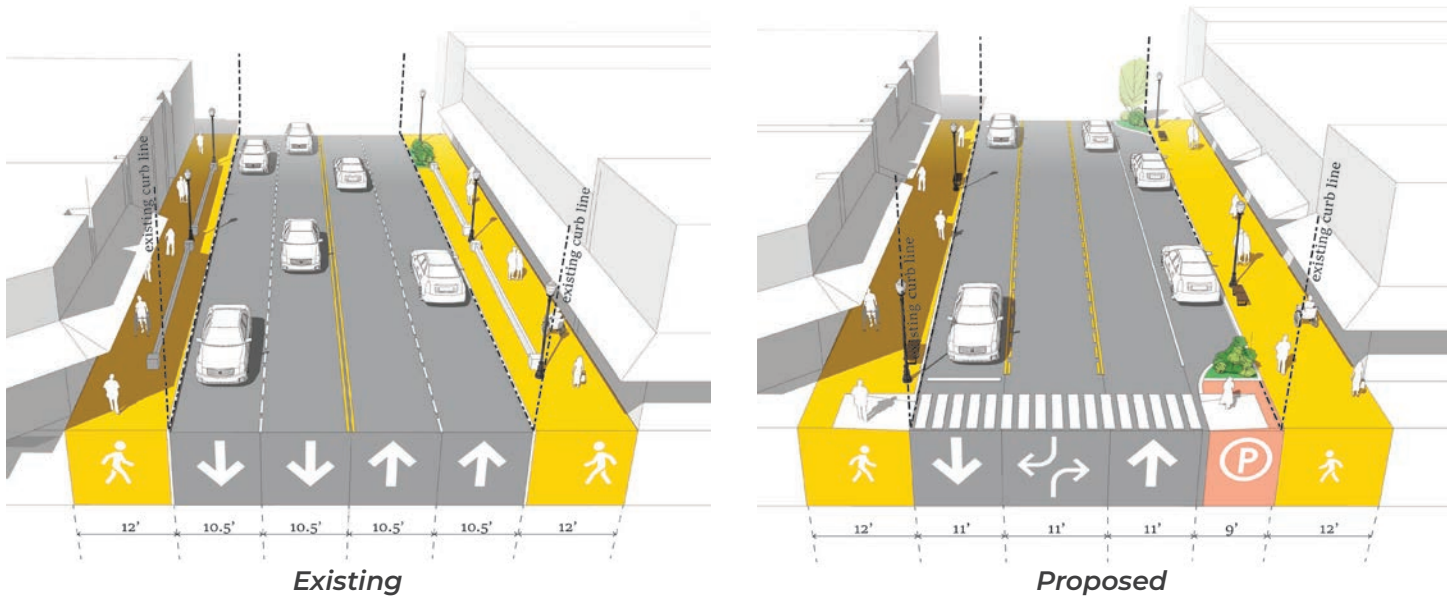 existing curb line
existing curb line
12'
10.5'
10.5'
10.5'
10.5'
12'
Existing
existing curb line
existing curb line
P
12'
11'
11'
11'
9'
12'
Proposed